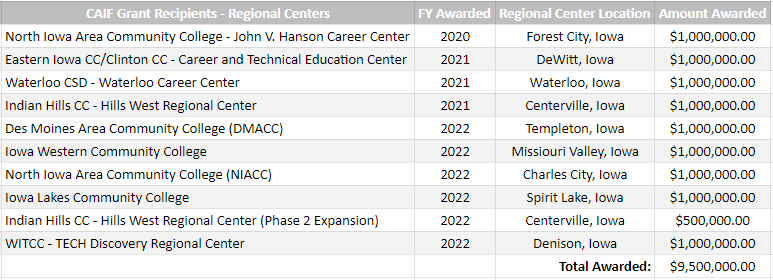 CAIF Grant Recipients - Regional Centers FY Awarded Regional Center Location Amount Awarded
North Iowa Area Community College - John V. Hanson Career Center 2020 Forest City, Iowa $1,000,000.00
Eastern Iowa CC/Clinton CC - Career and Technical Education Center 2021 DeWitt, Iowa $1,000,000.00
Waterloo CSD - Waterloo Career Center 2021 Waterloo, Iowa $1,000,000.00
Indian Hills CC - Hills West Regional Center 2021 Centerville, Iowa $1,000,000.00
Des Moines Area Community College (DMACC) 2022 Templeton, Iowa $1,000,000.00
Iowa Western Community College 2022 Missiouri Valley, Iowa $1,000,000.00
North Iowa Area Community College (NIACC) 2022 Charles City, Iowa $1,000,000.00
Iowa Lakes Community College 2022 Spirit Lake, Iowa $1,000,000.00
Indian Hills CC - Hills West Regional Center (Phase 2 Expansion) 2022 Centerville, Iowa $500,000.00
WITCC - TECH Discovery Regional Center 2022 Denison, Iowa $1,000,000.00
Total Awarded: $9,500,000.00